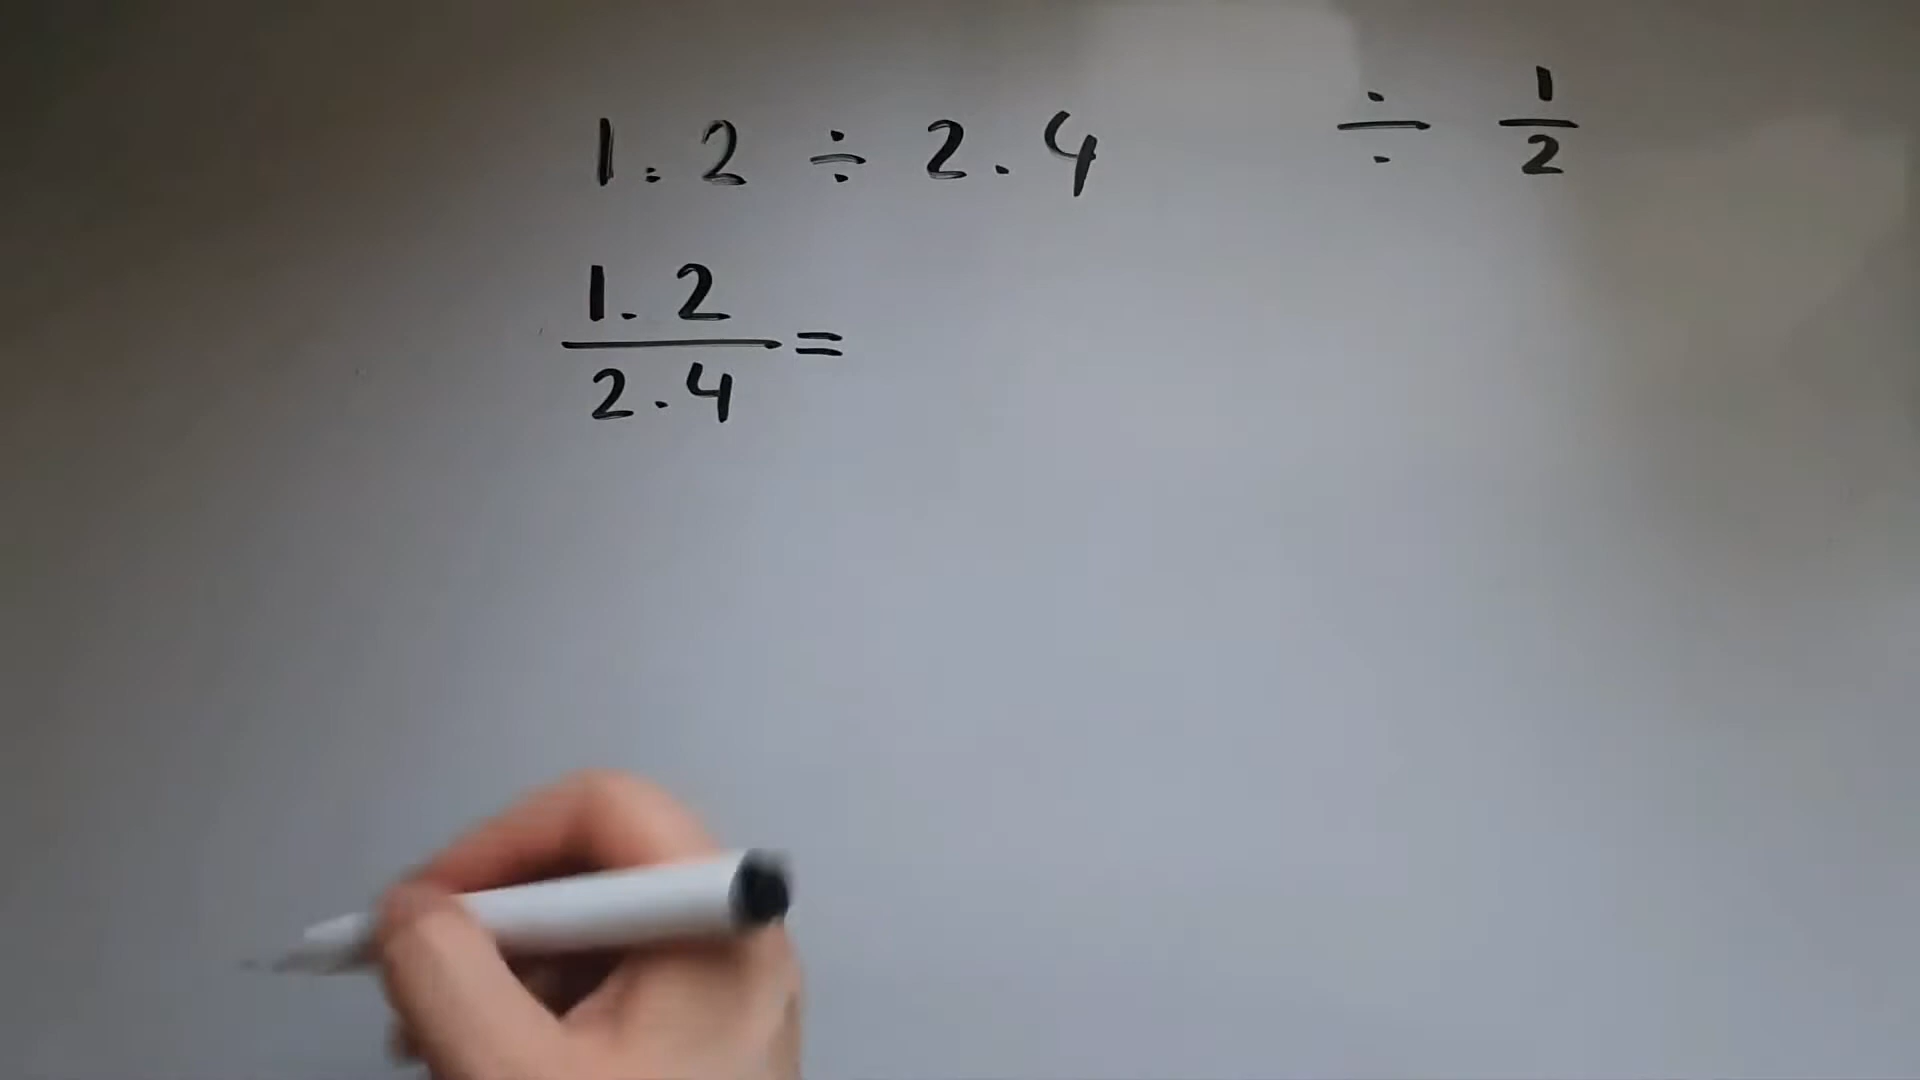 1.2 ÷ 2.4
÷ 1/2
1.2/2.4 =